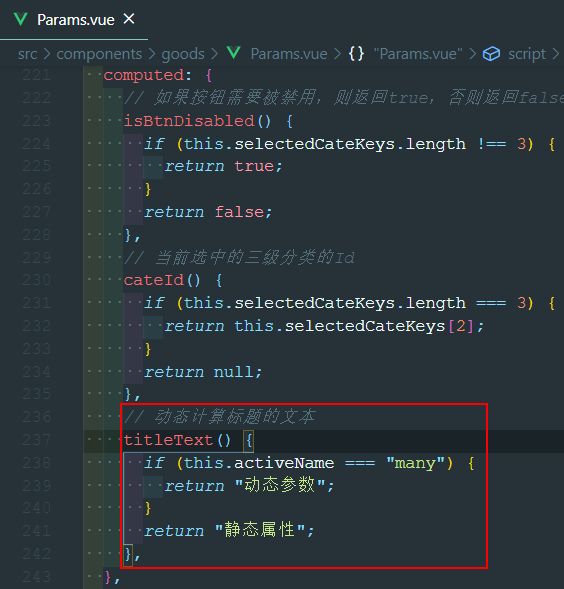 Params.vue ×
src > components > goods > Params.vue > {} "Params.vue" > script >
221 computed: {
222 // 如果按钮需要被禁用，则返回true，否则返回false
223 isBtnDisabled() {
224 if (this.selectedCateKeys.length !== 3) {
225 return true;
226 }
227 return false;
228 },
229 // 当前选中的三级分类的Id
230 cateId() {
231 if (this.selectedCateKeys.length === 3) {
232 return this.selectedCateKeys[2];
233 }
234 return null;
235 },
236 // 动态计算标题的文本
237 titleText() {
238 if (this.activeName === "many") {
239 return "动态参数";
240 }
241 return "静态属性";
242 },
243 },